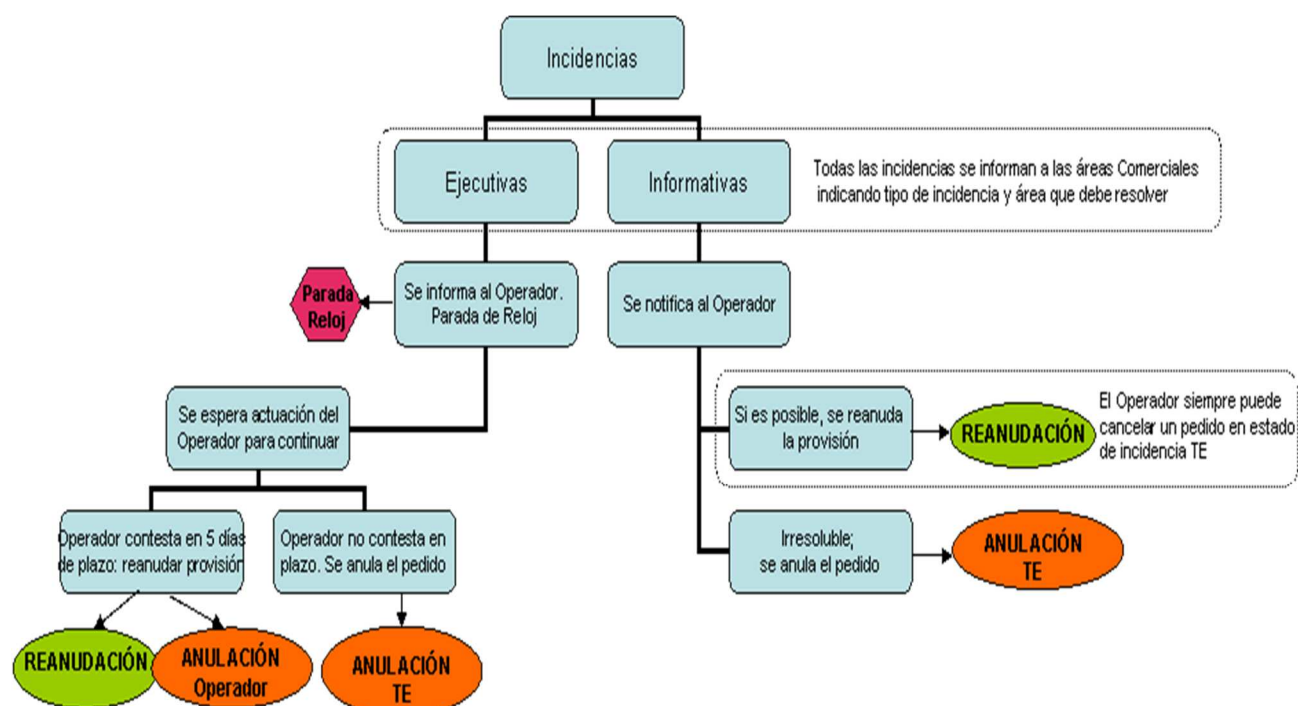 Incidencias
Ejecutivas
Informativas
Todas las incidencias se informan a las áreas Comerciales
indicando tipo de incidencia y área que debe resolver
Parada
Reloj
Se informa al Operador.
Parada de Reloj
Se notifica al Operador
Se espera actuación del
Operador para continuar
Si es posible, se reanuda
la provisión
REANUDACIÓN
El Operador siempre puede
cancelar un pedido en estado
de incidencia TE
Operador contesta en 5 días
de plazo: reanudar provisión
Operador no contesta en
plazo. Se anula el pedido
Irresoluble;
se anula el pedido
ANULACIÓN
TE
REANUDACIÓN
ANULACIÓN
Operador
ANULACIÓN
TE